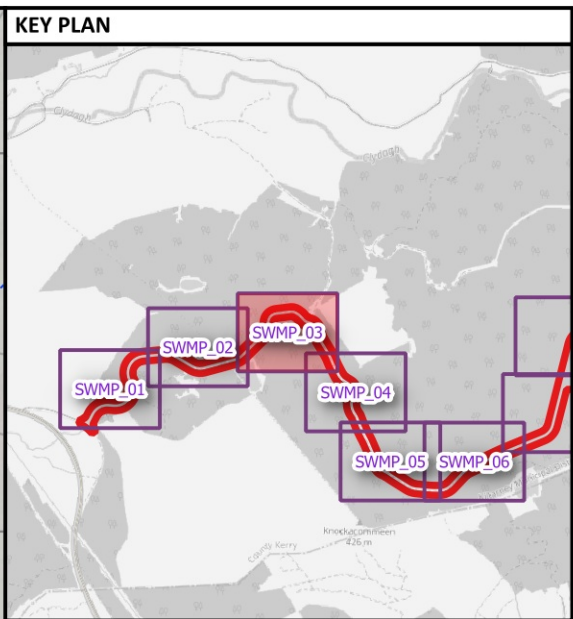 KEY PLAN
Clydagh
Clydagh
SWMP_03
SWMP_02
SWMP_01
SWMP_04
SWMP_05
SWMP_06
Knockacommeen
426 m
County Kerry